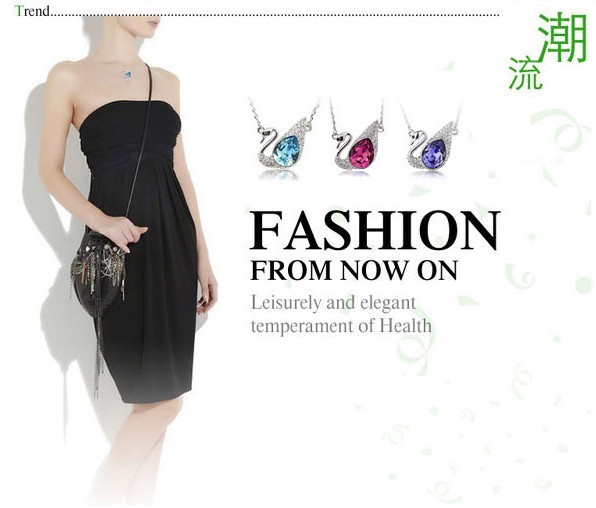 Trend
潮
流
FASHION
FROM NOW ON
Leisurely and elegant
temperament of Health